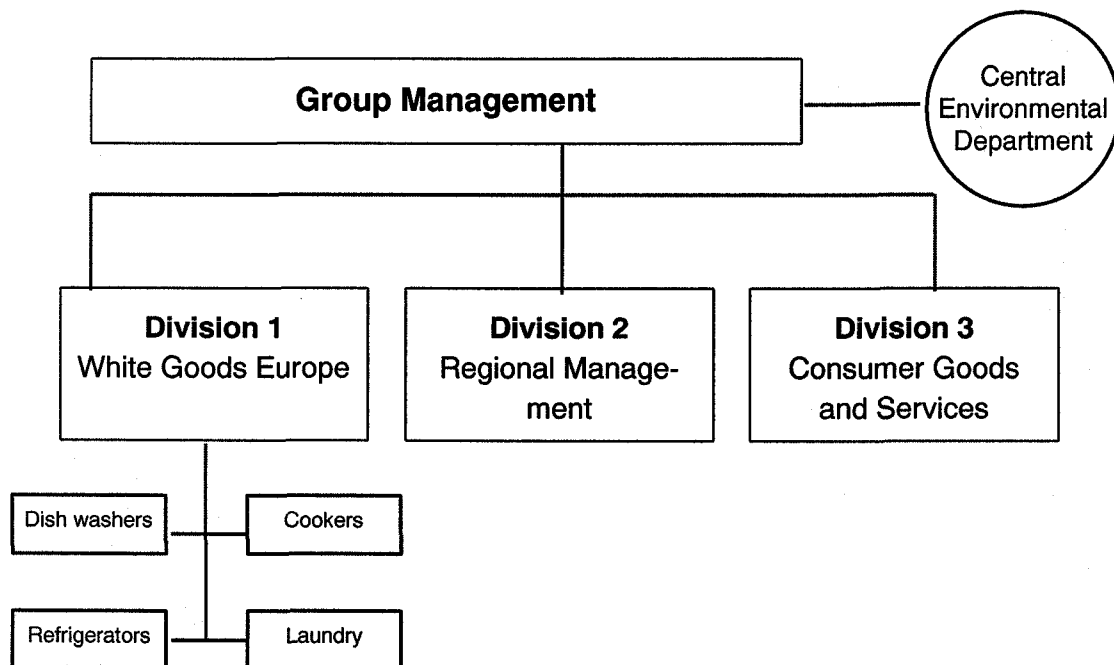 Group Management
Central
Environmental
Department
Division 1
White Goods Europe
Division 2
Regional Manage-
ment
Division 3
Consumer Goods
and Services
Dish washers
Cookers
Refrigerators
Laundry